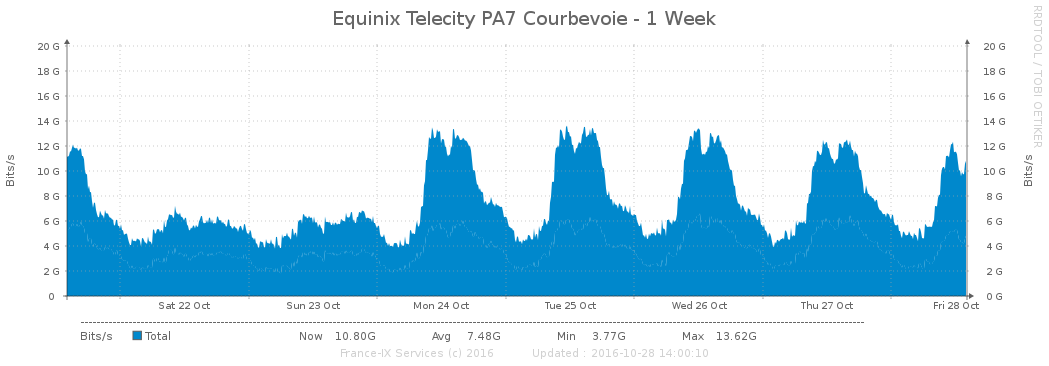 Equinix Telecity PA7 Courbevoie - 1 Week
RRDTOOL / TOBI OETIKER
Bits/s
20 G
18 G
16 G
14 G
12 G
10 G
8 G
6 G
4 G
2 G
0
20 G
18 G
16 G
14 G
12 G
10 G
8 G
6 G
4 G
2 G
0 G
Bits/s
Sat 22 Oct Sun 23 Oct Mon 24 Oct Tue 25 Oct Wed 26 Oct Thu 27 Oct Fri 28 Oct
Bits/s Total Now 10.80G Avg 7.48G Min 3.77G Max 13.62G
France-IX Services (c) 2016 Updated : 2016-10-28 14:00:10